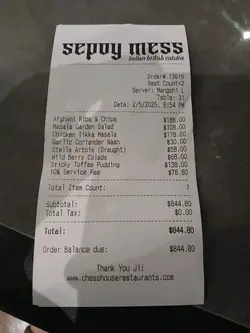 sepoy mess
indian british cuisine
Order# 13619
Seat Count=2
Server: Mangshi L
Table: 31
Date: 2/5/2025, 6:54 PM
Afghani Ribs & Chips $188.00
Masala Garden Salad $108.00
Chicken Tikka Masala $178.00
Garlic Coriander Naan $30.00
Stella Artois (Draught) $58.00
Wild Berry Colada $68.00
Sticky Toffee Pudding $138.00
10% Service Fee $76.80
Total Item Count: 7
Subtotal: $844.80
Total Tax: $0.00
Total: $844.80
Order Balance due: $844.80
Thank You Ji!
www.chasahouserestaurants.com